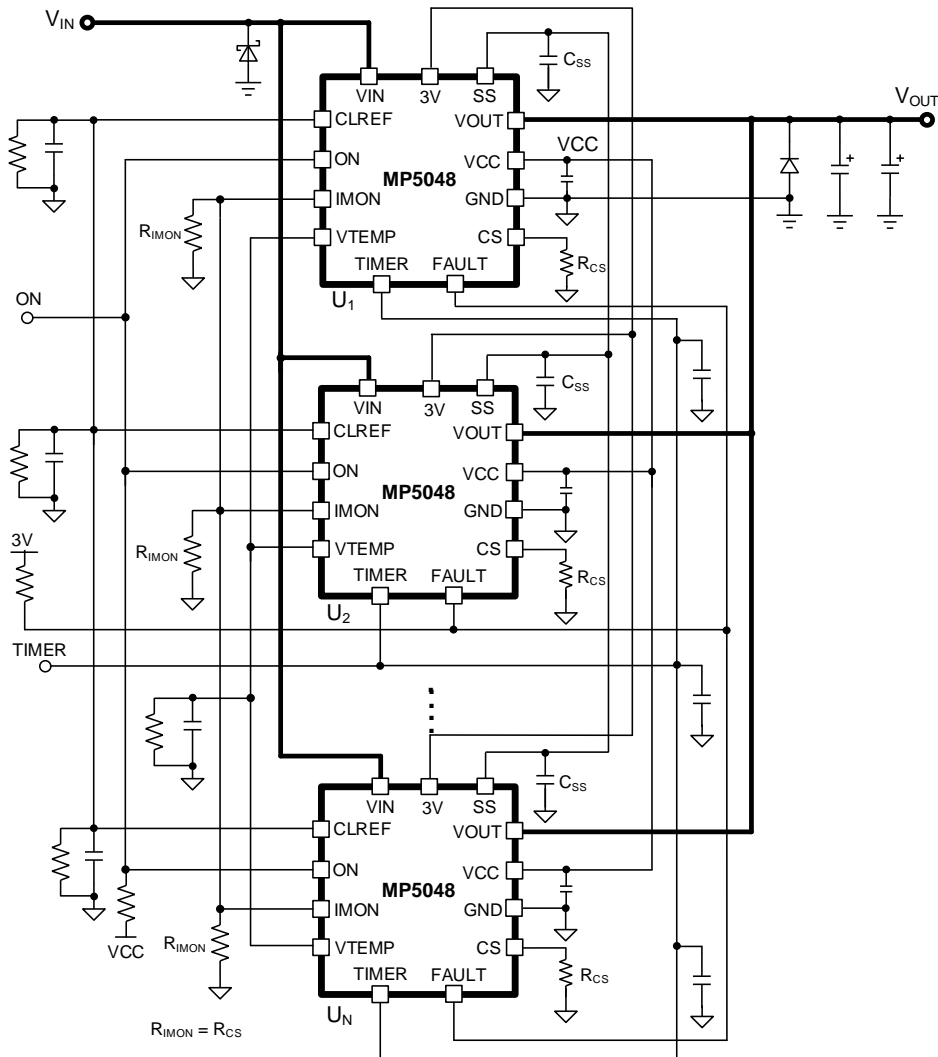 VIN
CSS
VIN
3V
SS
CLREF
VOUT
VOUT
ON
VCC
VCC
MP5048
IMON
GND
RIMON
VTEMP
CS
RCS
TIMER
FAULT
ON
U1
VIN
3V
SS
CSS
CLREF
VOUT
ON
VCC
MP5048
IMON
GND
3V
RIMON
VTEMP
CS
RCS
TIMER
FAULT
U2
TIMER
VIN
3V
SS
CSS
CLREF
VOUT
ON
VCC
MP5048
IMON
GND
VCC
RIMON
VTEMP
CS
RCS
TIMER
FAULT
UN
RIMON = RCS